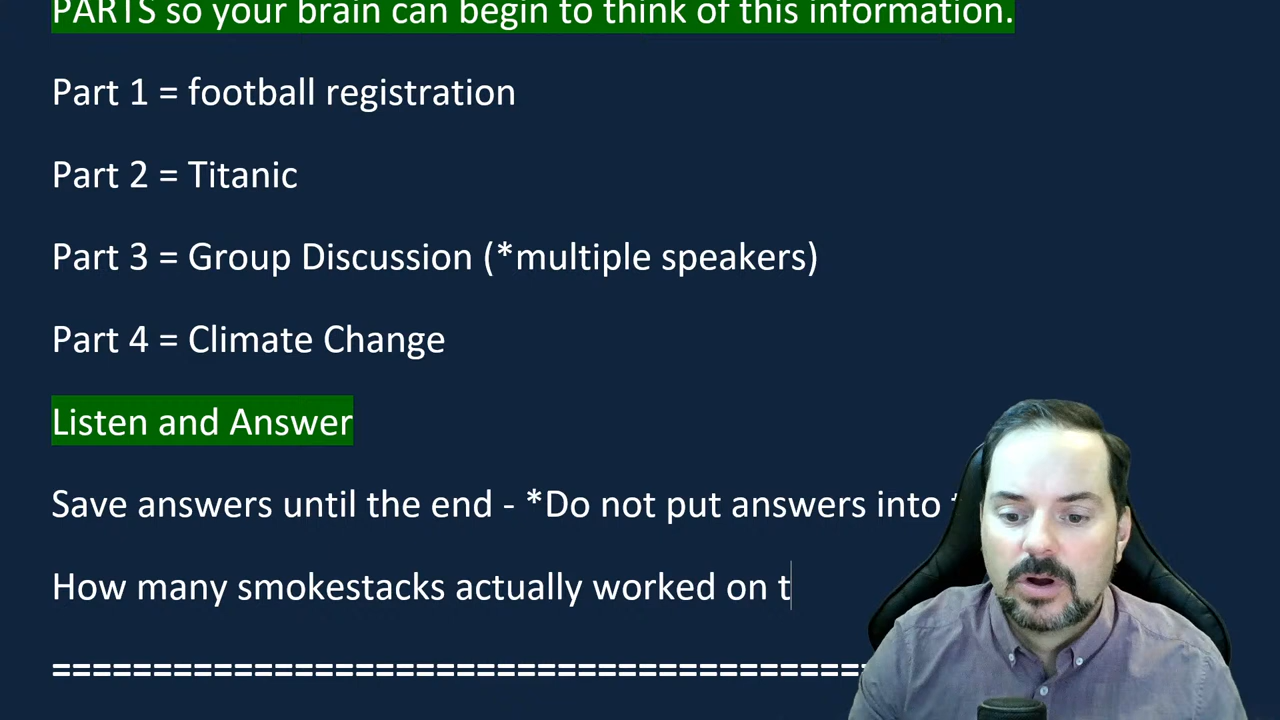 PARTS so your brain can begin to think of this information.
Part 1 = football registration
Part 2 = Titanic
Part 3 = Group Discussion (*multiple speakers)
Part 4 = Climate Change
Listen and Answer
Save answers until the end - *Do not put answers into
How many smokestacks actually worked on t
========================================